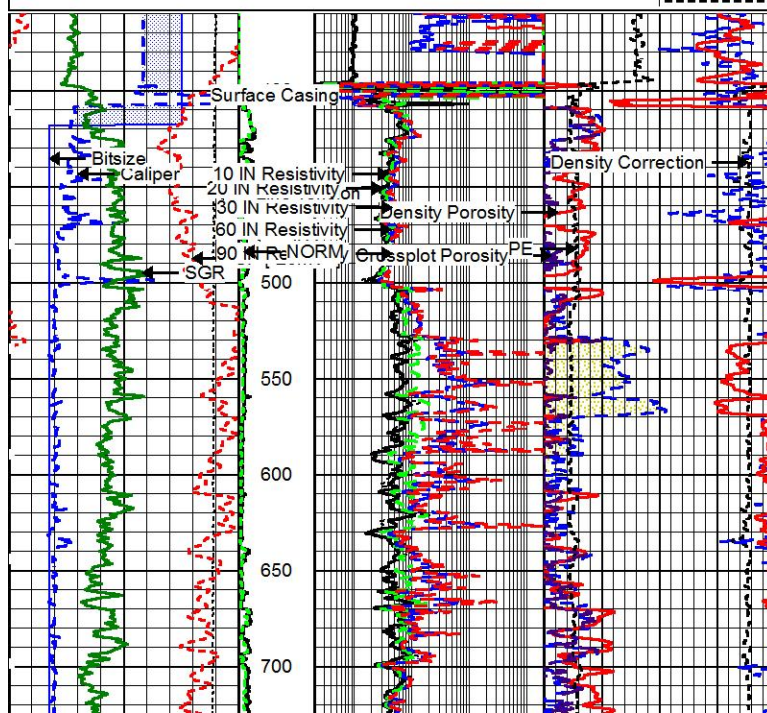 Surface Casing
Bitsize
Caliper
10 IN Resistivity
20 IN Resistivity
30 IN Resistivity
60 IN Resistivity
90 IN
NORM
SGR
Density Correction
Density Porosity
Crossplot Porosity
PE
500
550
600
650
700